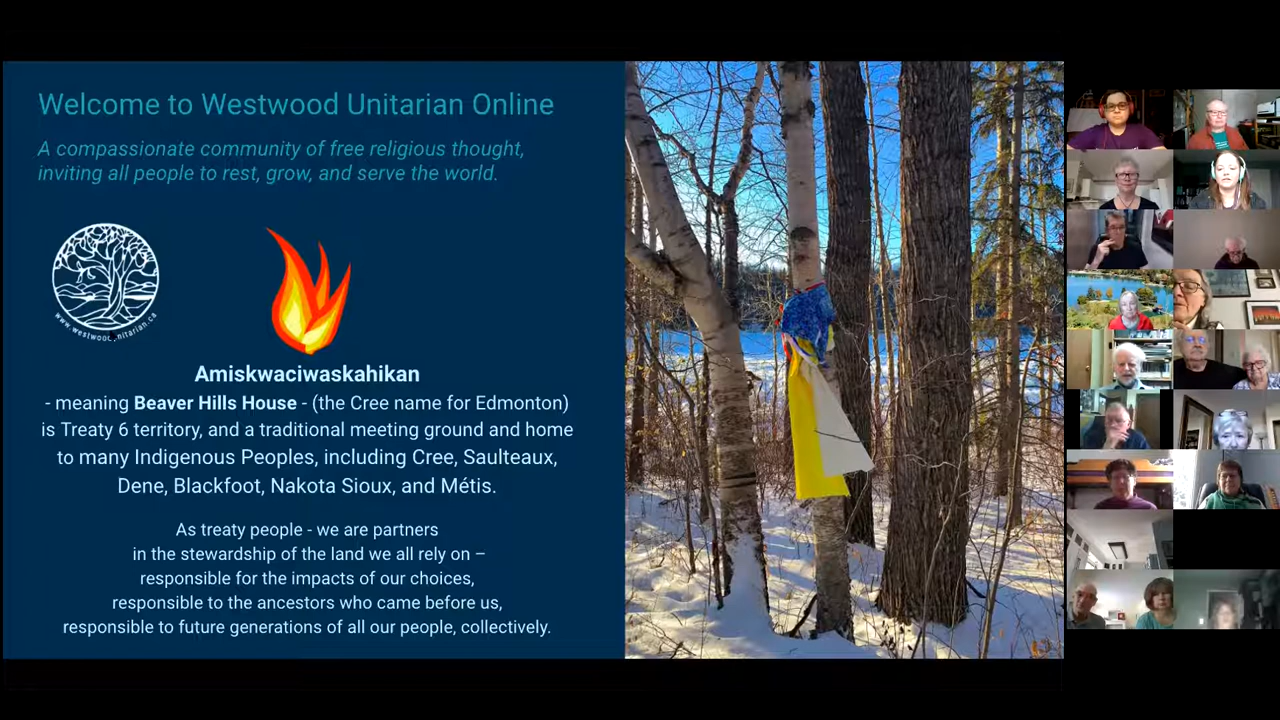 Welcome to Westwood Unitarian Online
A compassionate community of free religious thought,
inviting all people to rest, grow, and serve the world.
www.westwoodunitarian.ca
Amiskwaciwaskahikan
- meaning Beaver Hills House - (the Cree name for Edmonton)
is Treaty 6 territory, and a traditional meeting ground and home
to many Indigenous Peoples, including Cree, Saulteaux,
Dene, Blackfoot, Nakota Sioux, and Métis.
As treaty people - we are partners
in the stewardship of the land we all rely on –
responsible for the impacts of our choices,
responsible to the ancestors who came before us,
responsible to future generations of all our people, collectively.